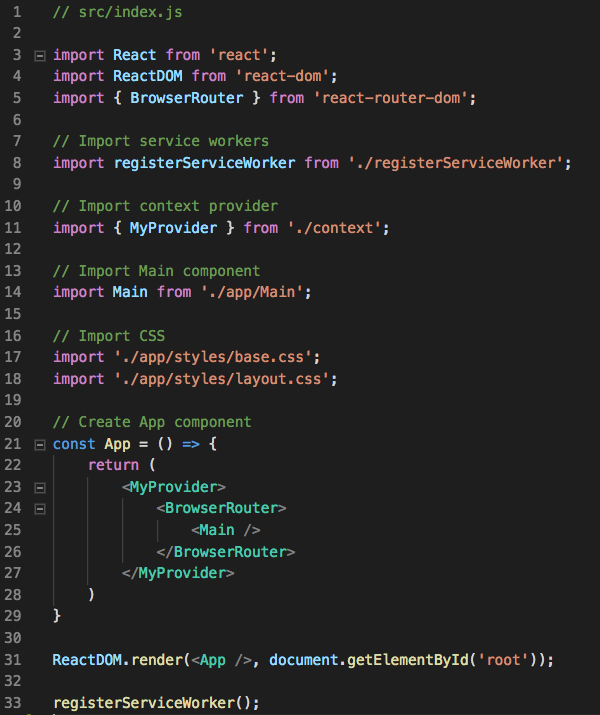 1 // src/index.js
2
3 import React from 'react';
4 import ReactDOM from 'react-dom';
5 import { BrowserRouter } from 'react-router-dom';
6
7 // Import service workers
8 import registerServiceWorker from './registerServiceWorker';
9
10 // Import context provider
11 import { MyProvider } from './context';
12
13 // Import Main component
14 import Main from './app/Main';
15
16 // Import CSS
17 import './app/styles/base.css';
18 import './app/styles/layout.css';
19
20 // Create App component
21 const App = () => {
22     return (
23         <MyProvider>
24             <BrowserRouter>
25                 <Main />
26             </BrowserRouter>
27         </MyProvider>
28     )
29 }
30
31 ReactDOM.render(<App />, document.getElementById('root'));
32
33 registerServiceWorker();